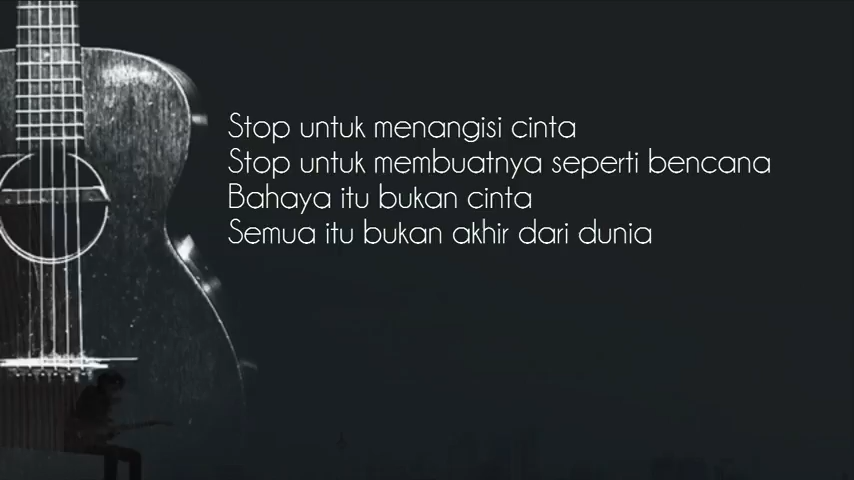 Stop untuk menangisi cinta
Stop untuk membuatnya seperti bencana
Bahaya itu bukan cinta
Semua itu bukan akhir dari dunia